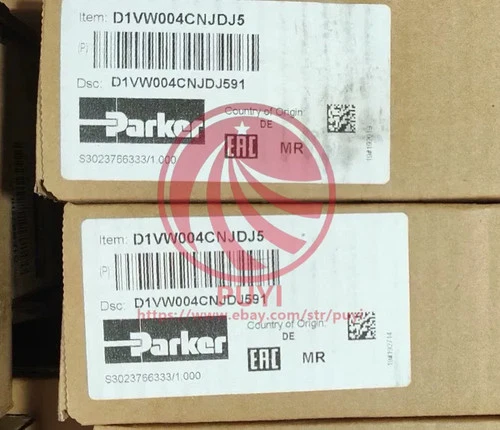 Item: D1VW004CNJDJ5
(P)
Dsc: D1VW004CNJDJ591
Parker
Country of Origin:
DE
EAC
MR
S3023766333/1.000
Item: D1VW004CNJDJ5
(P)
PUYI
Dsc: D1VW004CNJDJ591
https://www.ebay.com/str/puyi
Parker
Country of Origin:
DE
EAC
MR
S3023766333/1.000